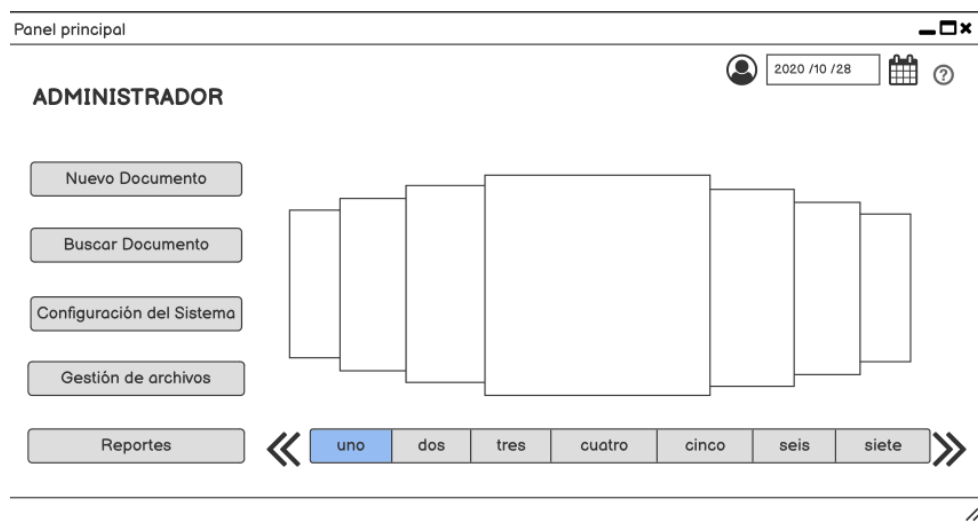 Panel principal
2020 /10 /28
ADMINISTRADOR
Nuevo Documento
Buscar Documento
Configuración del Sistema
Gestión de archivos
Reportes
uno dos tres cuatro cinco seis siete